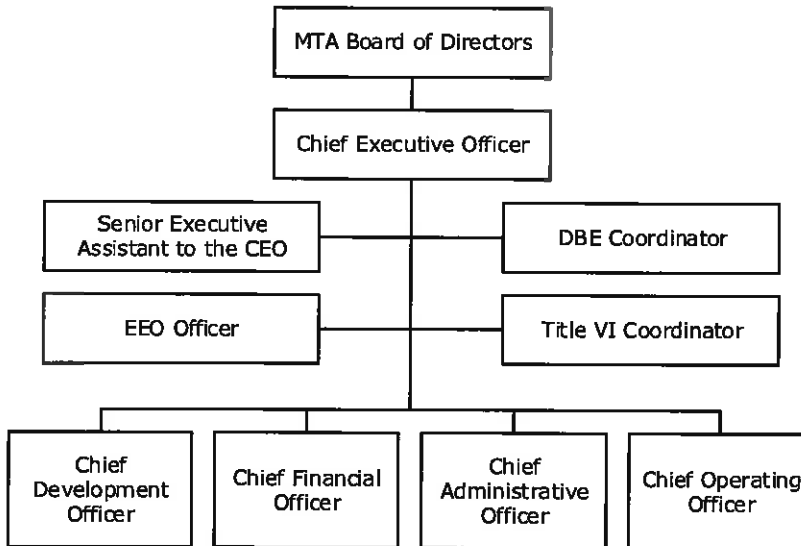 MTA Board of Directors
Chief Executive Officer
Senior Executive
Assistant to the CEO
DBE Coordinator
EEO Officer
Title VI Coordinator
Chief
Development
Officer
Chief Financial
Officer
Chief
Administrative
Officer
Chief Operating
Officer